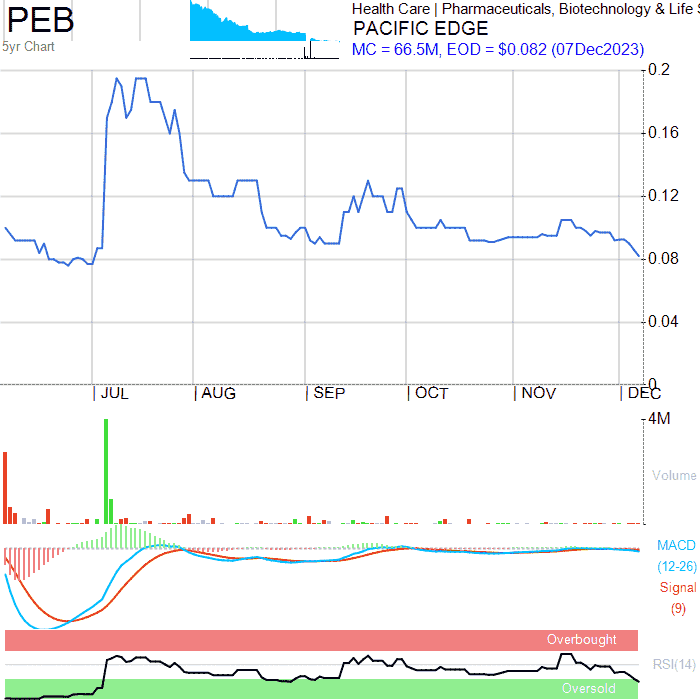 PEB
5yr Chart
Health Care | Pharmaceuticals, Biotechnology & Life S
PACIFIC EDGE
MC = 66.5M, EOD = $0.082 (07Dec2023)
0.2
0.16
0.12
0.08
0.04
0
JUL AUG SEP OCT NOV DEC
4M
Volume
MACD
(12-26)
Signal
(9)
Overbought
RSI(14)
Oversold